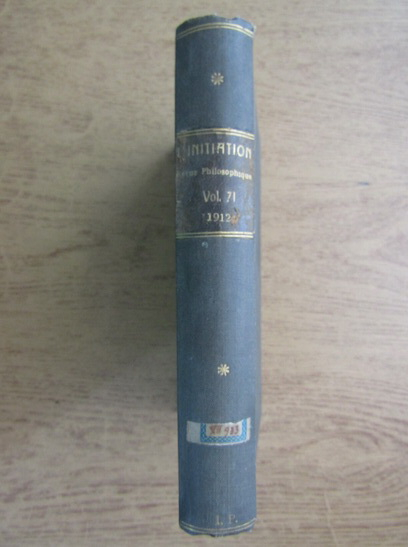 L'INITIATION
Revue Philosophique
Vol. 71
1912
L. P.